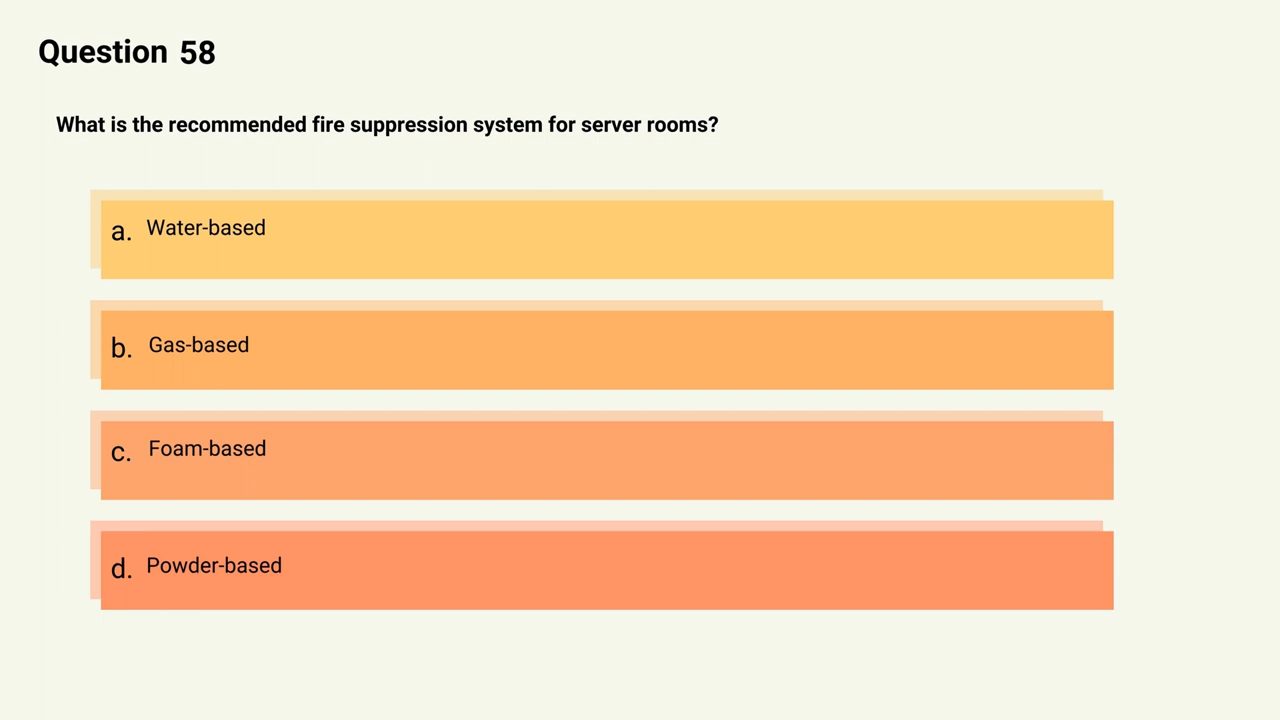 Question 58
What is the recommended fire suppression system for server rooms?
a. Water-based
b. Gas-based
c. Foam-based
d. Powder-based